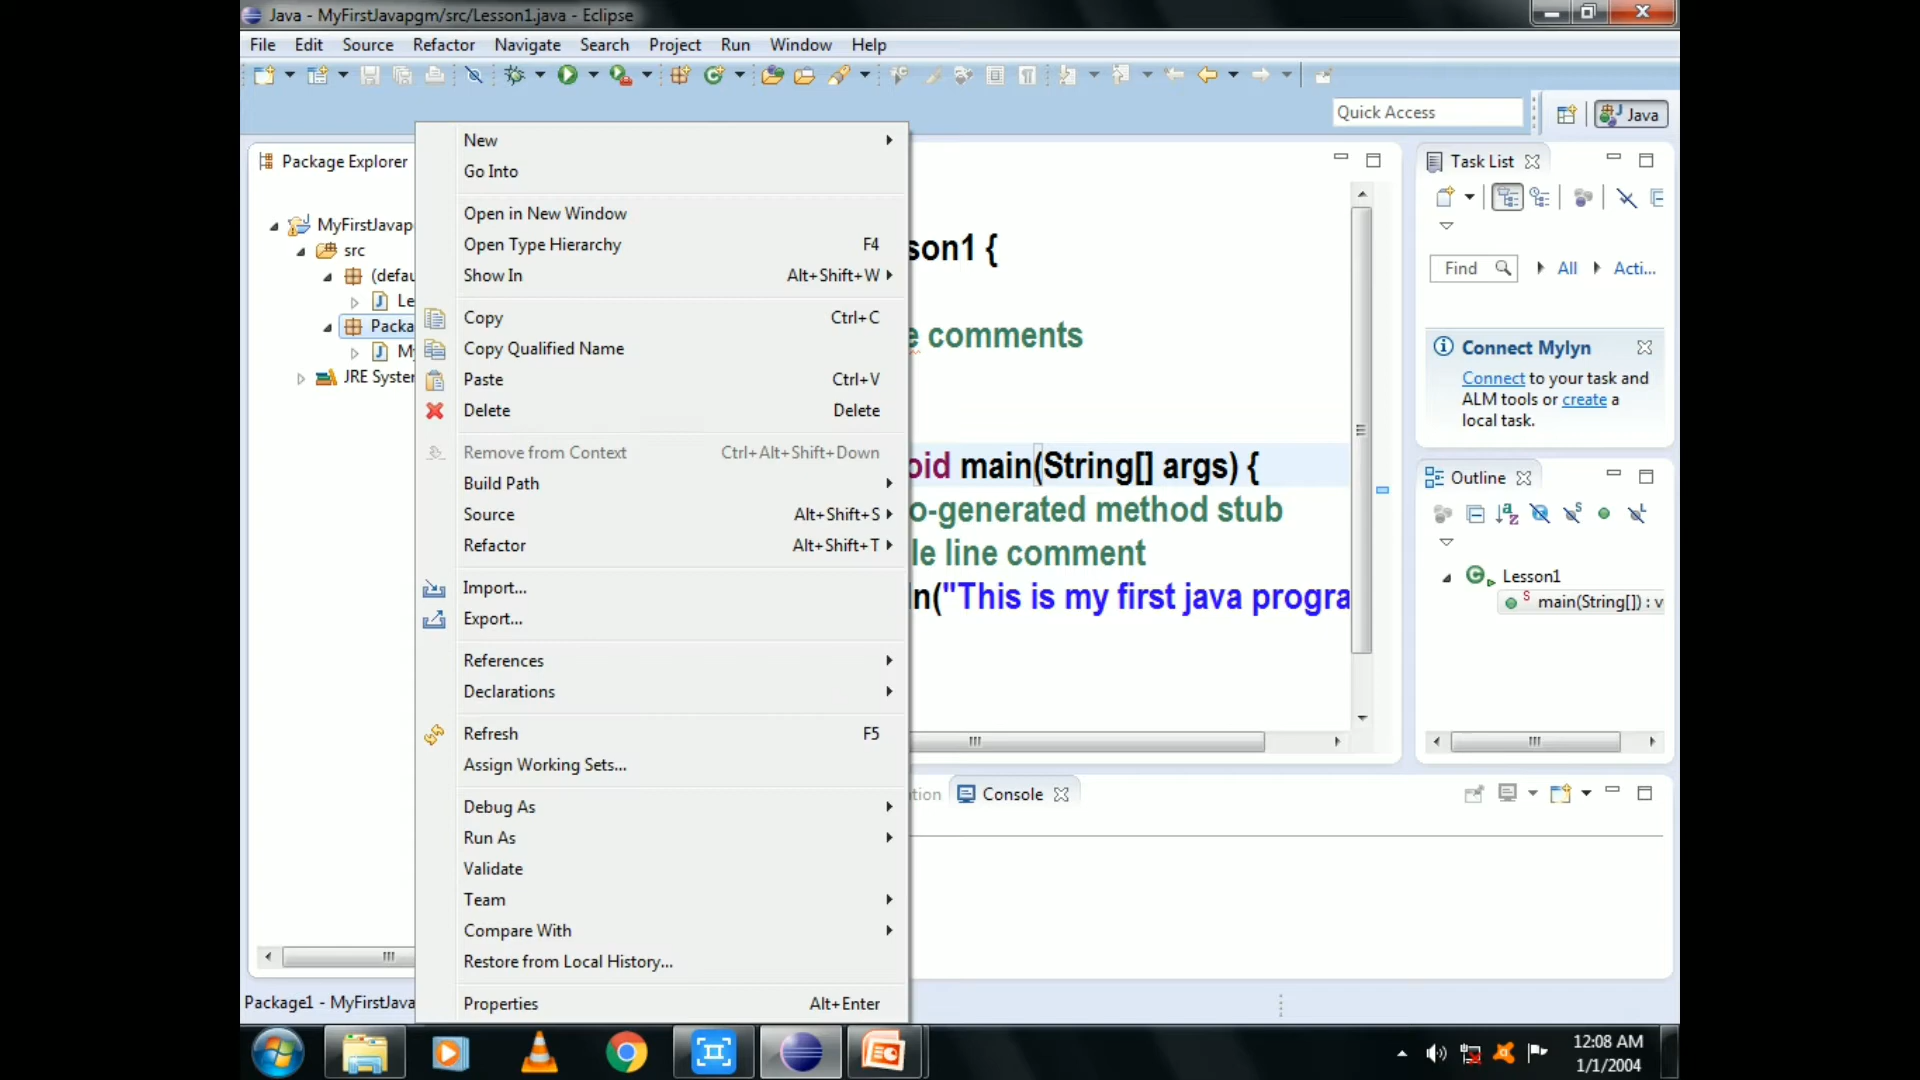 Java - MyFirstJavapgm/src/Lesson1.java - Eclipse
File Edit Source Refactor Navigate Search Project Run Window Help
Quick Access
Java
Package Explorer
MyFirstJavap
src
(defau
Le
Packa
My
JRE System
New
Go Into
Open in New Window
Open Type Hierarchy F4
Show In Alt+Shift+W
Copy Ctrl+C
Copy Qualified Name
Paste Ctrl+V
Delete Delete
Remove from Context Ctrl+Alt+Shift+Down
Build Path
Source Alt+Shift+S
Refactor Alt+Shift+T
Import...
Export...
References
Declarations
Refresh F5
Assign Working Sets...
Debug As
Run As
Validate
Team
Compare With
Restore from Local History...
Properties Alt+Enter
son1 {
e comments
oid main(String[] args) {
o-generated method stub
le line comment
ln("This is my first java progra
Task List
Find All Acti...
Connect Mylyn
Connect to your task and
ALM tools or create a
local task.
Outline
Lesson1
main(String[]) : v
tion Console
Package1 - MyFirstJava
12:08 AM
1/1/2004